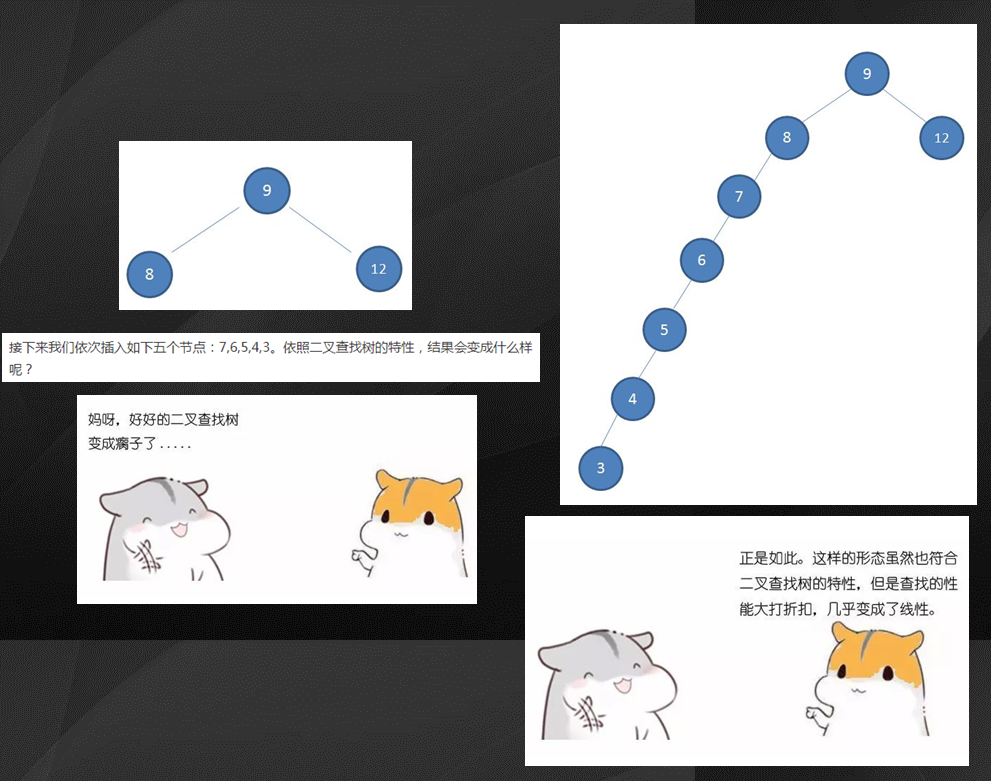 9
8
12
接下来我们依次插入如下五个节点：7,6,5,4,3。依照二叉查找树的特性，结果会变成什么样
呢？
妈呀，好好的二叉查找树
变成瘸子了.....
9
8
12
7
6
5
4
3
正是如此。这样的形态虽然也符合
二叉查找树的特性，但是查找的性
能大打折扣，几乎变成了线性。